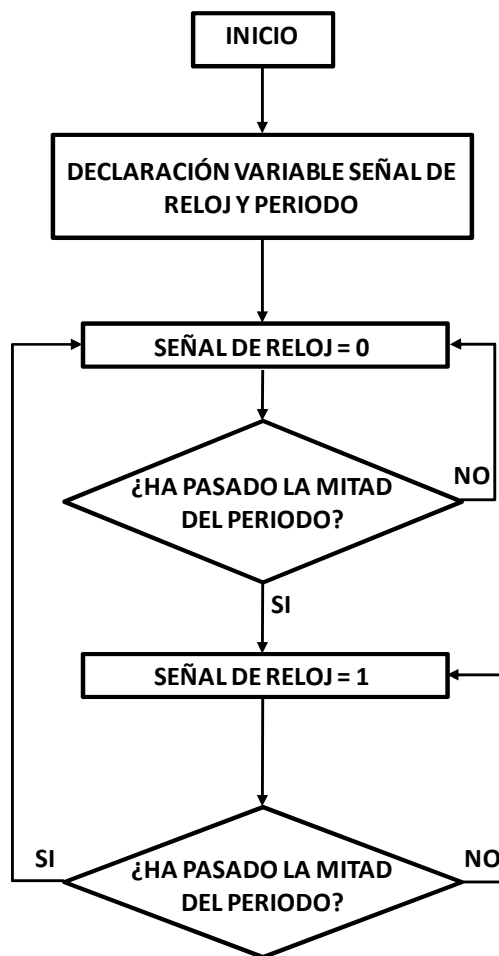 INICIO
DECLARACIÓN VARIABLE SEÑAL DE
RELOJ Y PERIODO
SEÑAL DE RELOJ = 0
¿HA PASADO LA MITAD
DEL PERIODO?
NO
SI
SEÑAL DE RELOJ = 1
SI
¿HA PASADO LA MITAD
DEL PERIODO?
NO